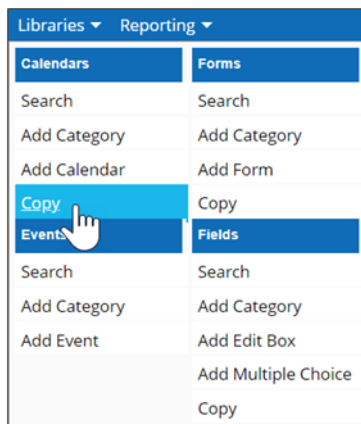 Libraries Reporting
Calendars
Search
Add Category
Add Calendar
Copy
Events
Search
Add Category
Add Event
Forms
Search
Add Category
Add Form
Copy
Fields
Search
Add Category
Add Edit Box
Add Multiple Choice
Copy